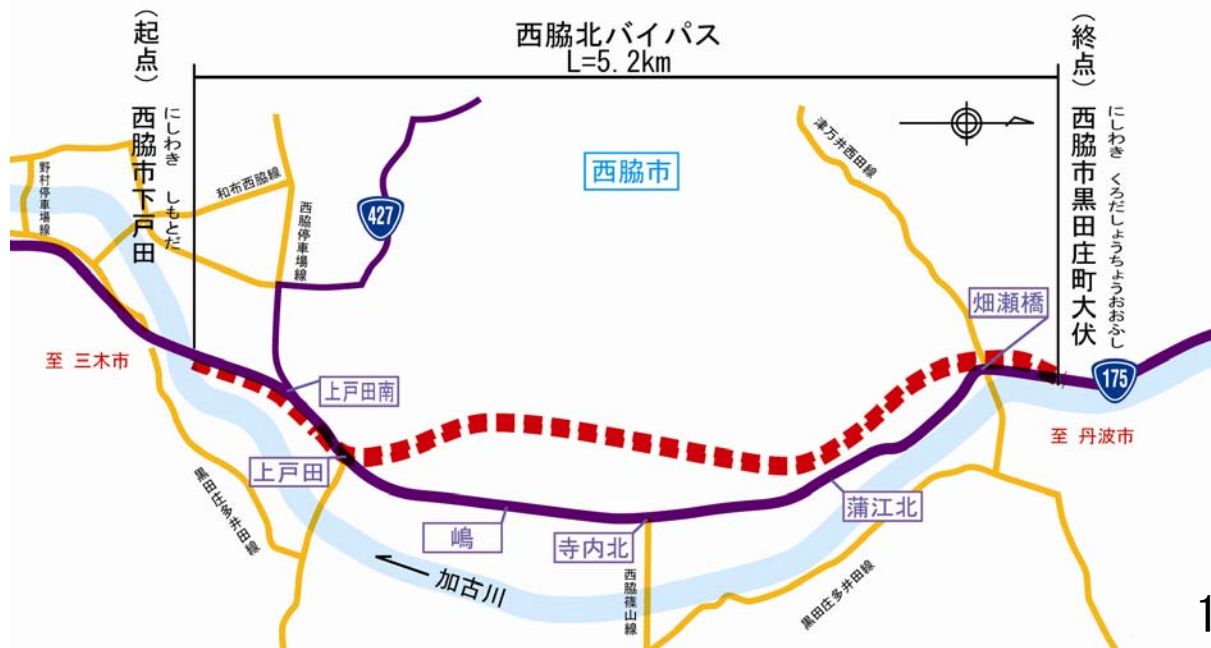 西脇北バイパス
L=5.2km
（起点）
西脇市下戸田
にしわき しもとだ
（終点）
西脇市黒田庄町大伏
にしわき くろだしょうちょうおおふし
野村停車場線
和布西脇線
西脇停車場線
427
西脇市
津万井西田線
畑瀬橋
175
至 三木市
上戸田南
至 丹波市
上戸田
黒田庄多井田線
嶋
寺内北
蒲江北
加古川
西脇篠山線
黒田庄多井田線
1